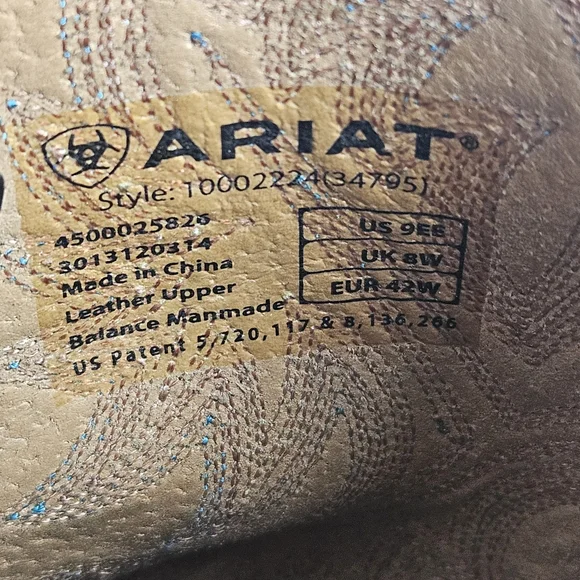 ARIAT®
Style: 10002224(34795)
4500025826
3013120314
Made in China
Leather Upper
Balance Manmade
US Patent 5,720,117 & 8,136,266
US 9EE
UK 8W
EUR 42W